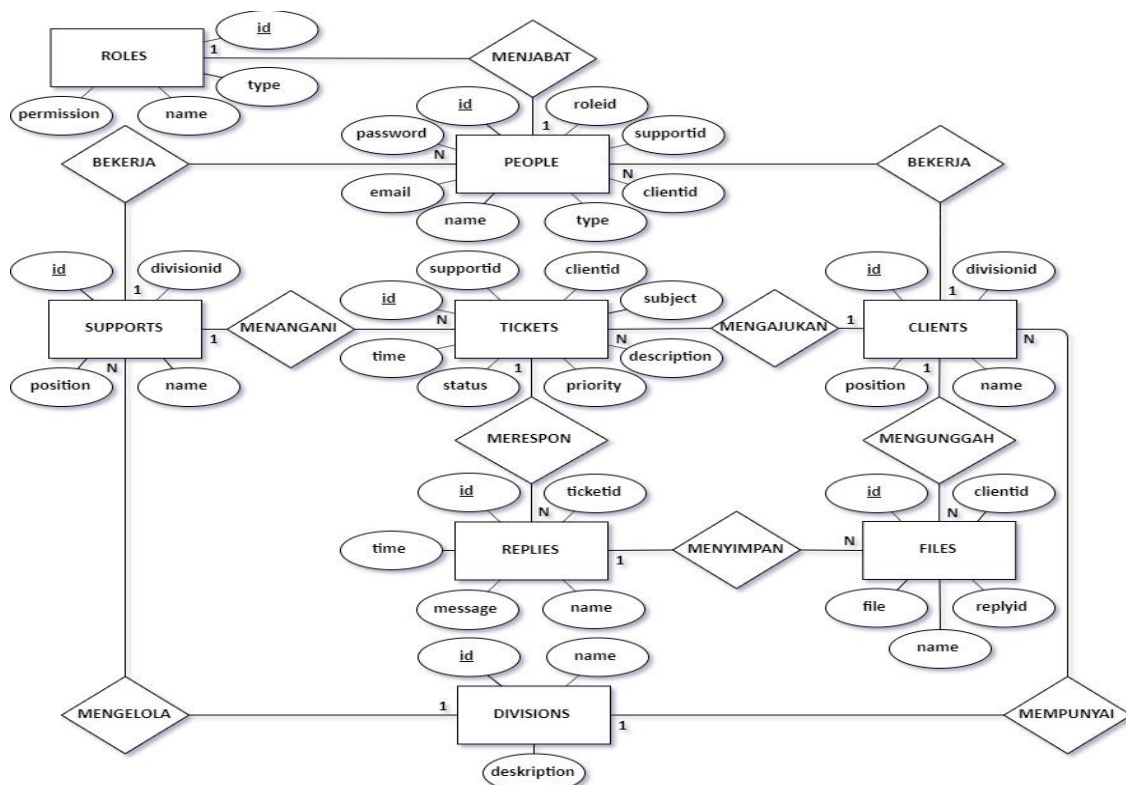 id
ROLES
1
MENJABAT
type
permission
name
id
roleid
1
password
supportid
BEKERJA
N
PEOPLE
N
BEKERJA
email
clientid
name
type
id
divisionid
supportid
clientid
id
divisionid
1
id
subject
1
SUPPORTS
1
MENANGANI
N
TICKETS
N
MENGAJUKAN
1
CLIENTS
N
N
time
1
description
1
position
name
status
priority
position
name
MERESPON
MENGUNGGAH
id
ticketid
id
clientid
N
N
time
REPLIES
1
MENYIMPAN
N
FILES
message
name
file
replyid
name
id
name
MENGELOLA
1
DIVISIONS
1
MEMPUNYAI
deskription